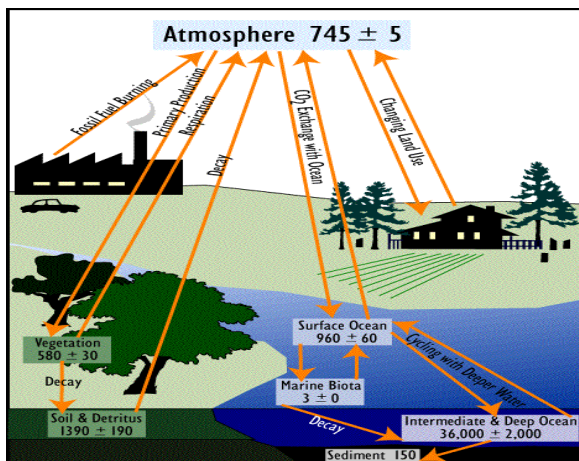 Atmosphere 745 ± 5
Fossil Fuel Burning
Primary Production
Respiration
Decay
CO₂ Exchange with Ocean
Changing Land Use
Vegetation
580 ± 30
Decay
Soil & Detritus
1390 ± 190
Surface Ocean
960 ± 60
Marine Biota
3 ± 0
Cycling with Deeper Water
Decay
Intermediate & Deep Ocean
36,000 ± 2,000
Sediment 150